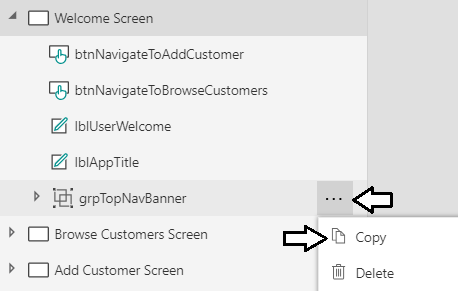 Welcome Screen
btnNavigateToAddCustomer
btnNavigateToBrowseCustomers
lblUserWelcome
lblAppTitle
grpTopNavBanner ...
Browse Customers Screen
Copy
Add Customer Screen
Delete